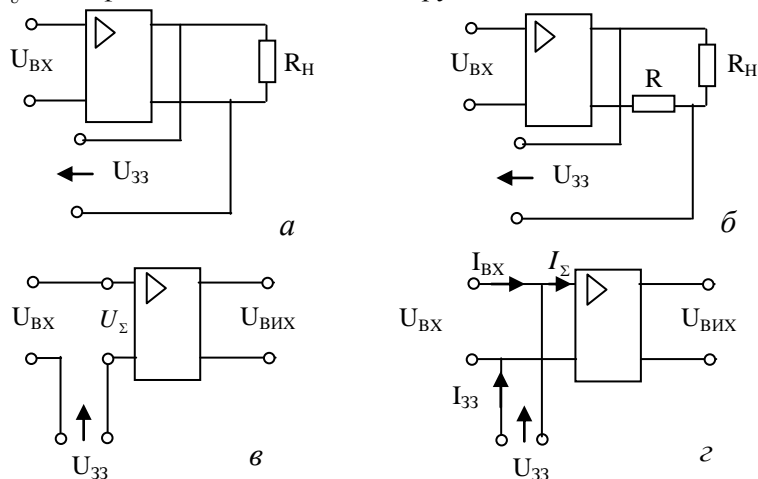 U_ВХ
R_Н
U_ЗЗ
а
U_ВХ
R
R_Н
U_ЗЗ
б
U_ВХ
U_Σ
U_ВИХ
U_ЗЗ
в
I_ВХ
I_Σ
U_ВХ
U_ВИХ
I_ЗЗ
U_ЗЗ
г